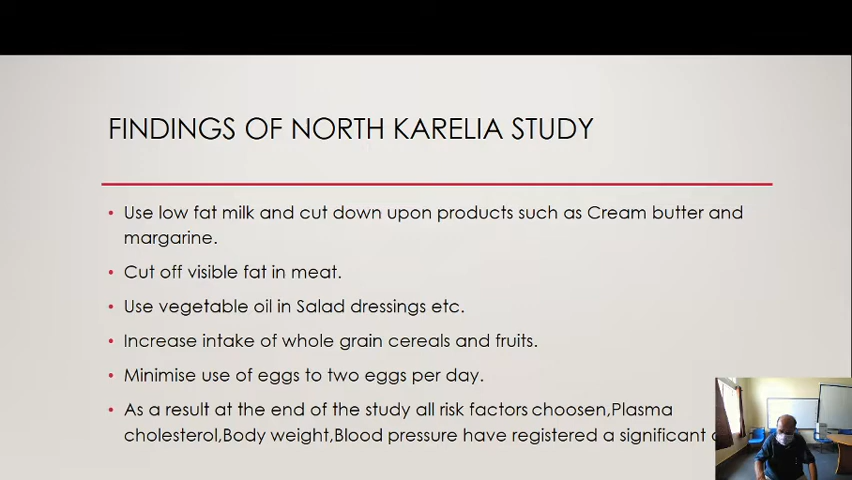 FINDINGS OF NORTH KARELIA STUDY
• Use low fat milk and cut down upon products such as Cream butter and
margarine.
• Cut off visible fat in meat.
• Use vegetable oil in Salad dressings etc.
• Increase intake of whole grain cereals and fruits.
• Minimise use of eggs to two eggs per day.
• As a result at the end of the study all risk factors choosen,Plasma
cholesterol,Body weight,Blood pressure have registered a significant